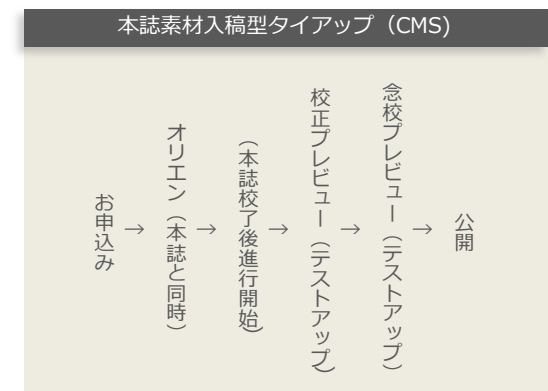 本誌素材入稿型タイアップ（CMS)
お申込み
→
オリエン（本誌と同時）
→
（本誌校了後進行開始）
→
校正プレビュー（テストアップ）
→
念校プレビュー（テストアップ）
→
公開